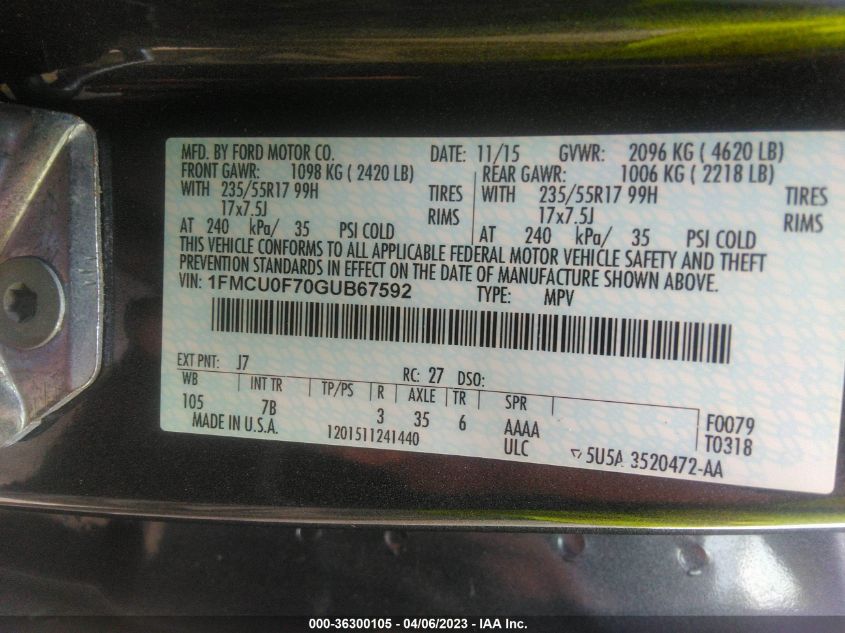 MFD. BY FORD MOTOR CO. DATE: 11/15 GVWR: 2096 KG ( 4620 LB)
FRONT GAWR: 1098 KG ( 2420 LB) REAR GAWR: 1006 KG ( 2218 LB)
WITH 235/55R17 99H TIRES WITH 235/55R17 99H TIRES
17x7.5J RIMS 17x7.5J RIMS
AT 240 kPa/ 35 PSI COLD AT 240 kPa/ 35 PSI COLD
THIS VEHICLE CONFORMS TO ALL APPLICABLE FEDERAL MOTOR VEHICLE SAFETY AND THEFT
PREVENTION STANDARDS IN EFFECT ON THE DATE OF MANUFACTURE SHOWN ABOVE.
VIN: 1FMCU0F70GUB67592 TYPE: MPV
EXT PNT: J7 RC: 27 DSO:
WB INT TR TP/PS R AXLE TR SPR
105 7B 3 35 6 AAAA F0079
MADE IN U.S.A. 1201511241440 ULC T0318
5U5A 3520472-AA
000-36300105 - 04/06/2023 - IAA Inc.